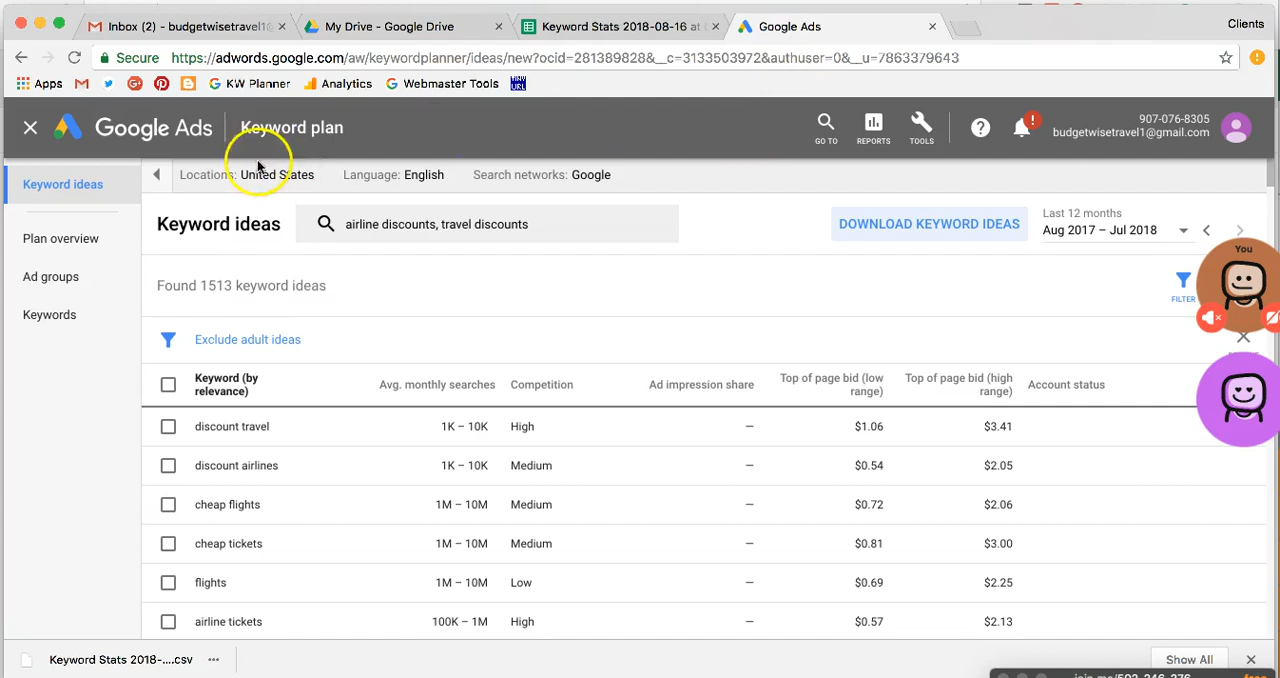 Inbox (2) - budgetwisetravel1@
My Drive - Google Drive
Keyword Stats 2018-08-16 at
Google Ads
Clients
Secure https://adwords.google.com/aw/keywordplanner/ideas/new?ocid=281389828&__c=3133503972&authuser=0&__u=7863379643
Apps
KW Planner
Analytics
Webmaster Tools
TINY
URL
Google Ads
Keyword plan
GO TO
REPORTS
TOOLS
!
907-076-8305
budgetwisetravel1@gmail.com
Keyword ideas
Plan overview
Ad groups
Keywords
Locations: United States
Language: English
Search networks: Google
Keyword ideas
airline discounts, travel discounts
DOWNLOAD KEYWORD IDEAS
Last 12 months
Aug 2017 – Jul 2018
You
Found 1513 keyword ideas
FILTER
Exclude adult ideas
Keyword (by relevance) Avg. monthly searches Competition Ad impression share Top of page bid (low range) Top of page bid (high range) Account status
discount travel 1K – 10K High – $1.06 $3.41
discount airlines 1K – 10K Medium – $0.54 $2.05
cheap flights 1M – 10M Medium – $0.72 $2.06
cheap tickets 1M – 10M Medium – $0.81 $3.00
flights 1M – 10M Low – $0.69 $2.25
airline tickets 100K – 1M High – $0.57 $2.13
Keyword Stats 2018-....csv
Show All